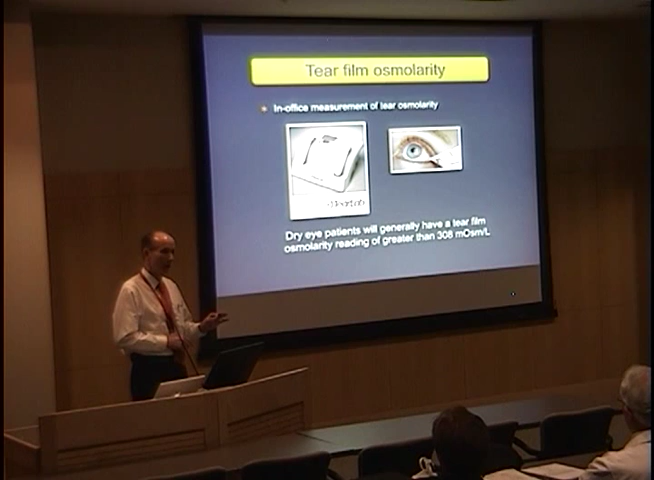 Tear film osmolarity
In-office measurement of tear osmolarity
Dry eye patients will generally have a tear film
osmolarity reading of greater than 308 mOsm/L